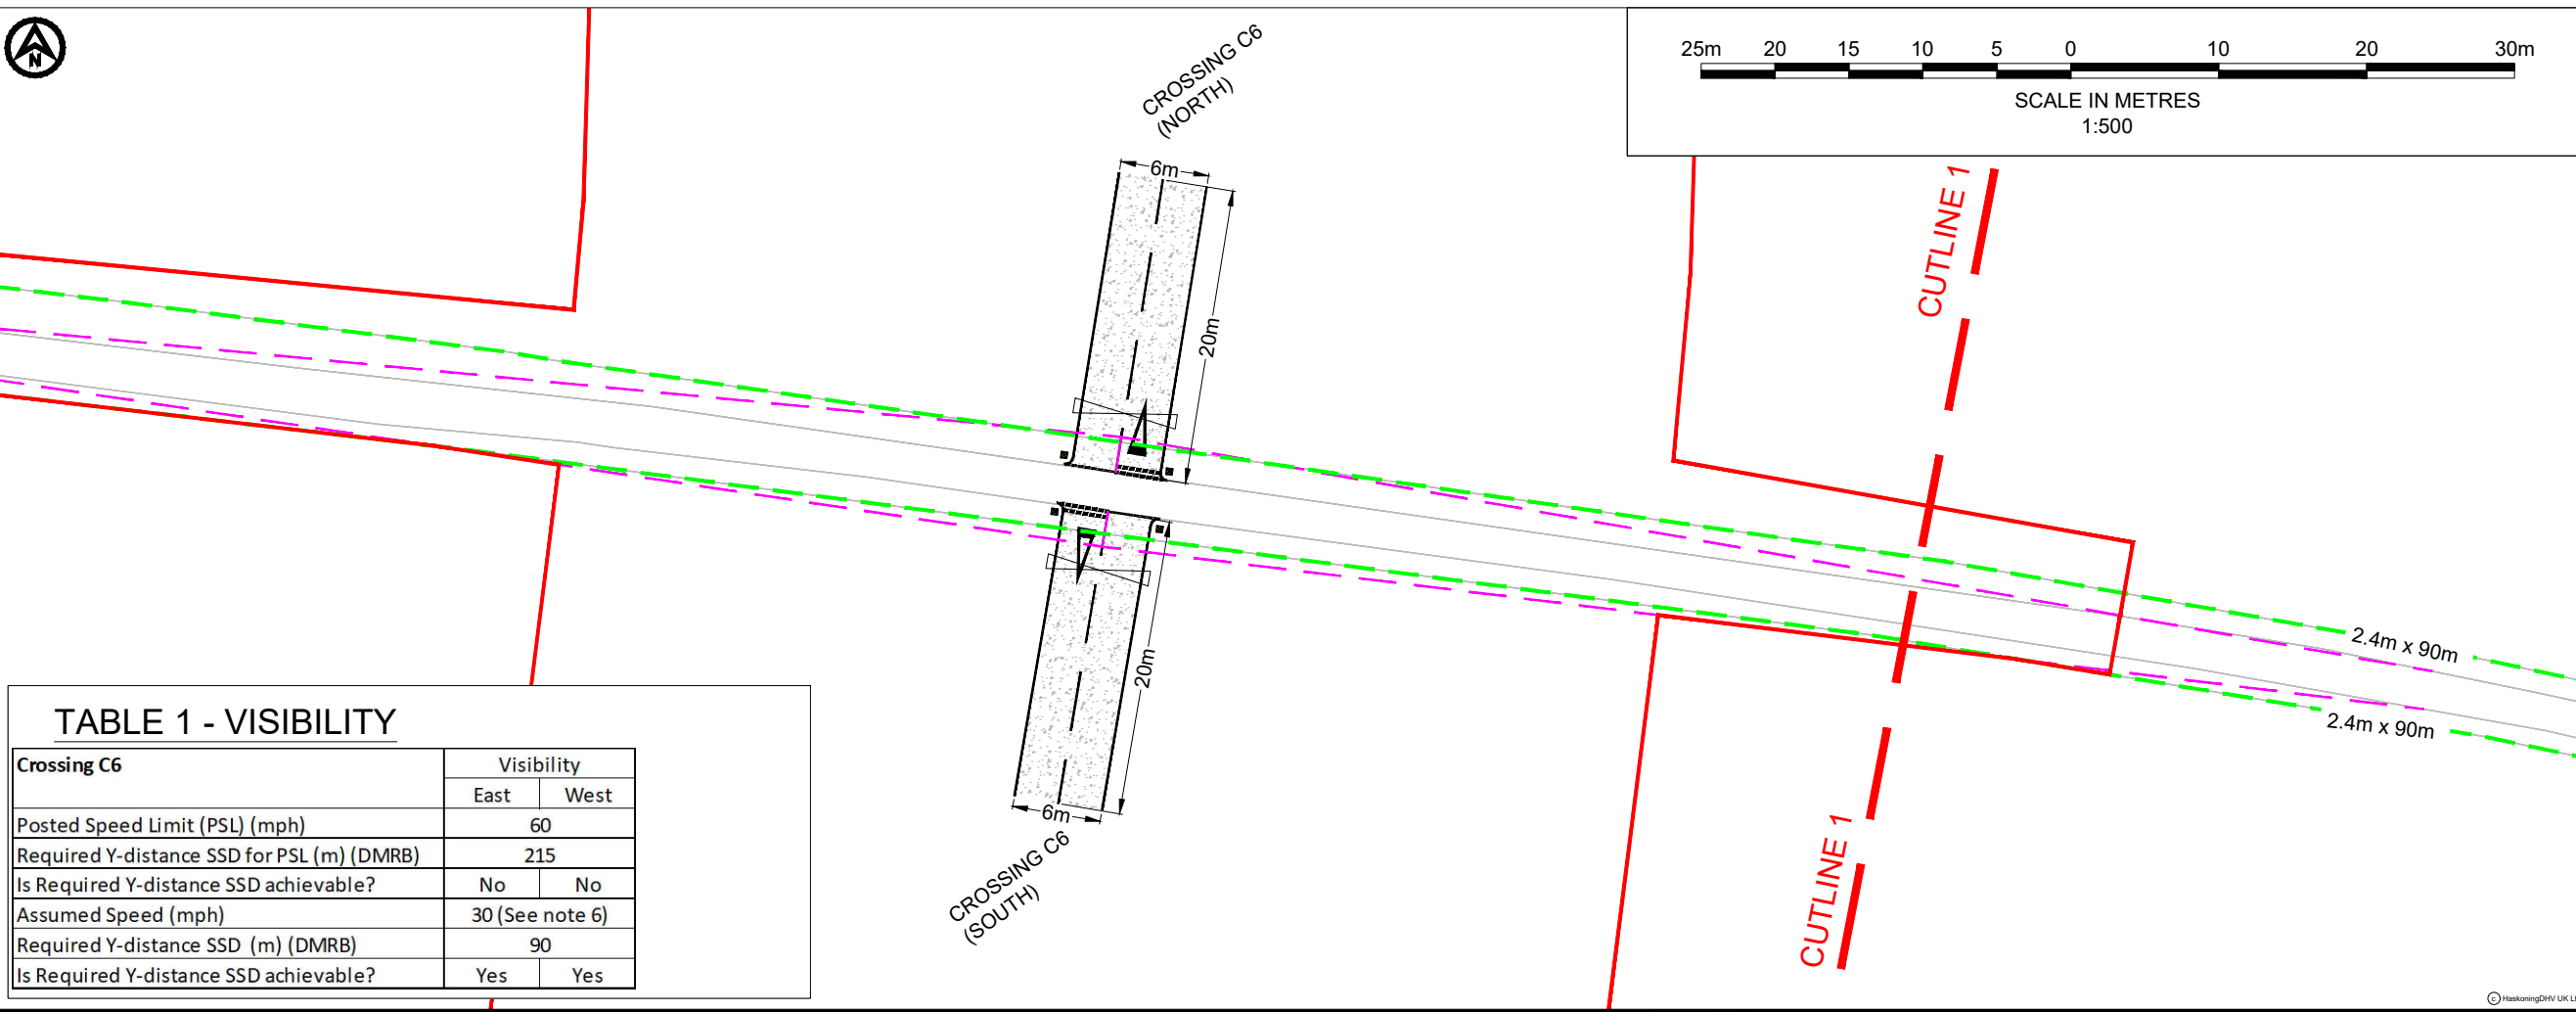 N
CROSSING C6
(NORTH)
25m 20 15 10 5 0 10 20 30m
SCALE IN METRES
1:500
6m
20m
CUTLINE 1
2.4m x 90m
2.4m x 90m
20m
6m
CROSSING C6
(SOUTH)
CUTLINE 1
TABLE 1 - VISIBILITY
Crossing C6 Visibility
East West
Posted Speed Limit (PSL) (mph) 60
Required Y-distance SSD for PSL (m) (DMRB) 215
Is Required Y-distance SSD achievable? No No
Assumed Speed (mph) 30 (See note 6)
Required Y-distance SSD (m) (DMRB) 90
Is Required Y-distance SSD achievable? Yes Yes
© HaskoningDHV UK